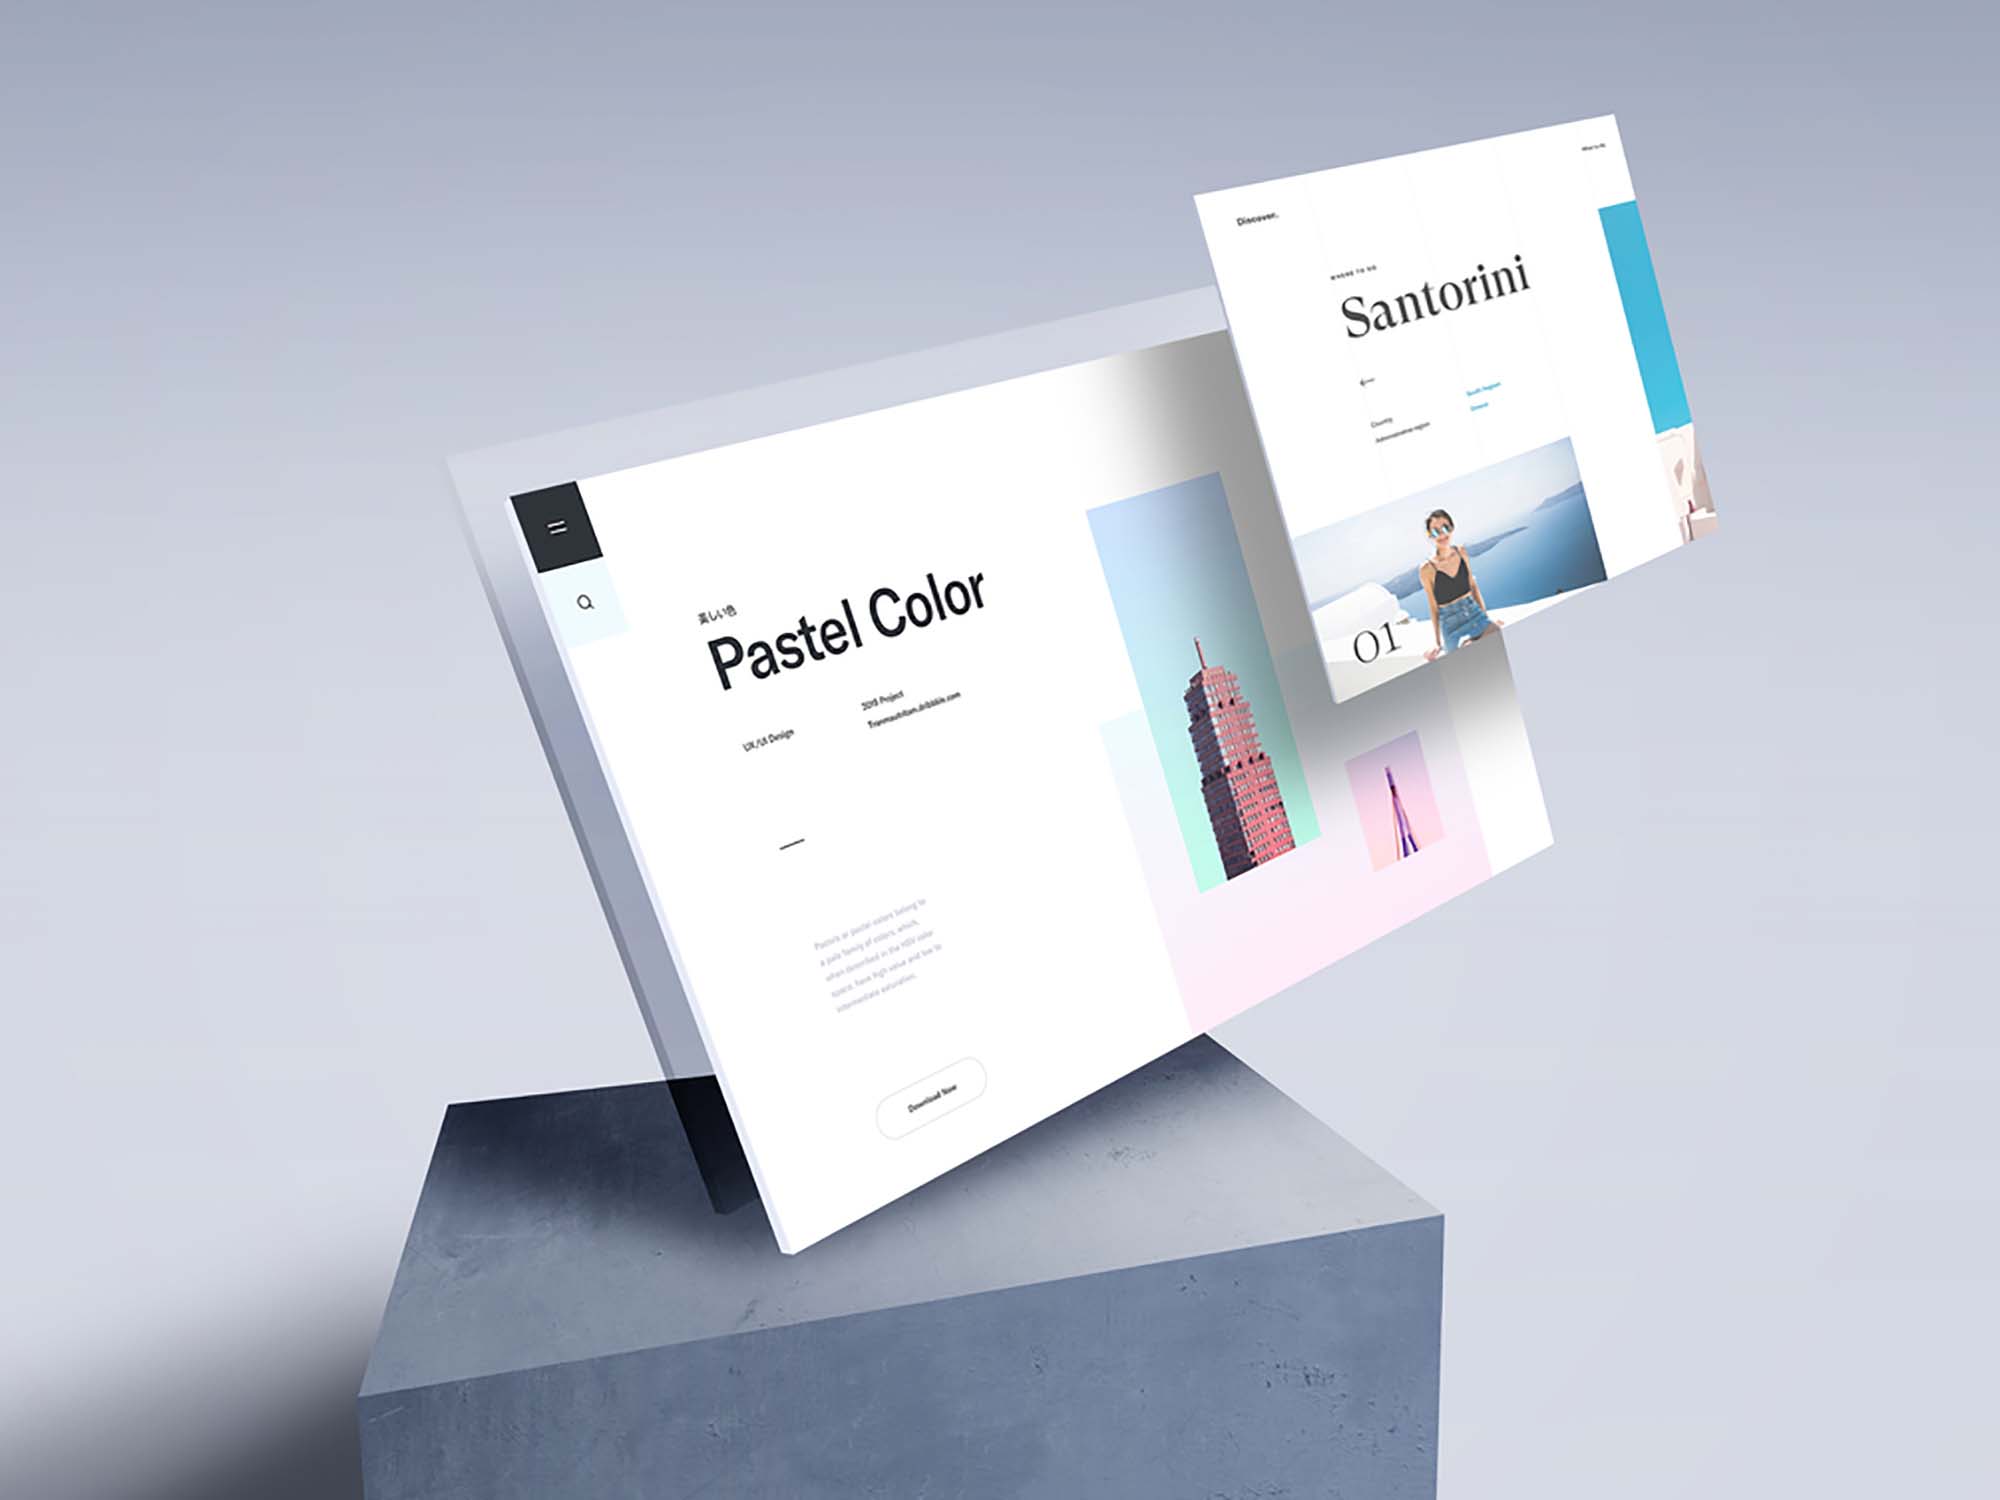 Discover.
WHERE TO GO
Santorini
South Region
Greece
Country
Administrative region
01
美しい色
Pastel Color
UX/UI Design
2019 Project
Tranmautritam.dribbble.com
Pastels or pastel colors belong to
a pale family of colors, which,
when described in the HSV color
space, have high value and low to
intermediate saturation.
Download Now